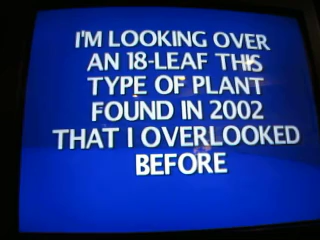 I'M LOOKING OVER
AN 18-LEAF THIS
TYPE OF PLANT
FOUND IN 2002
THAT I OVERLOOKED
BEFORE